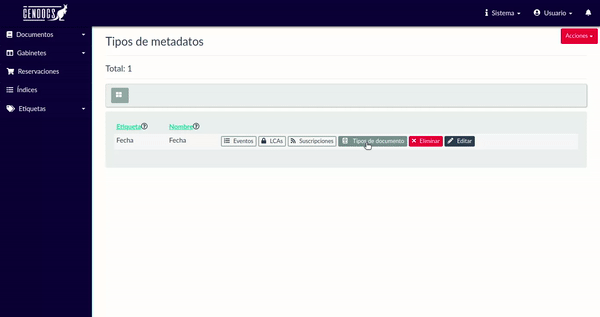 GENDOCS
Sistema
Usuario
Documentos
Gabinetes
Reservaciones
Índices
Etiquetas
Tipos de metadatos
Acciones
Total: 1
Etiqueta Nombre
Fecha Fecha Eventos LCAs Suscripciones Tipos de documento Eliminar Editar